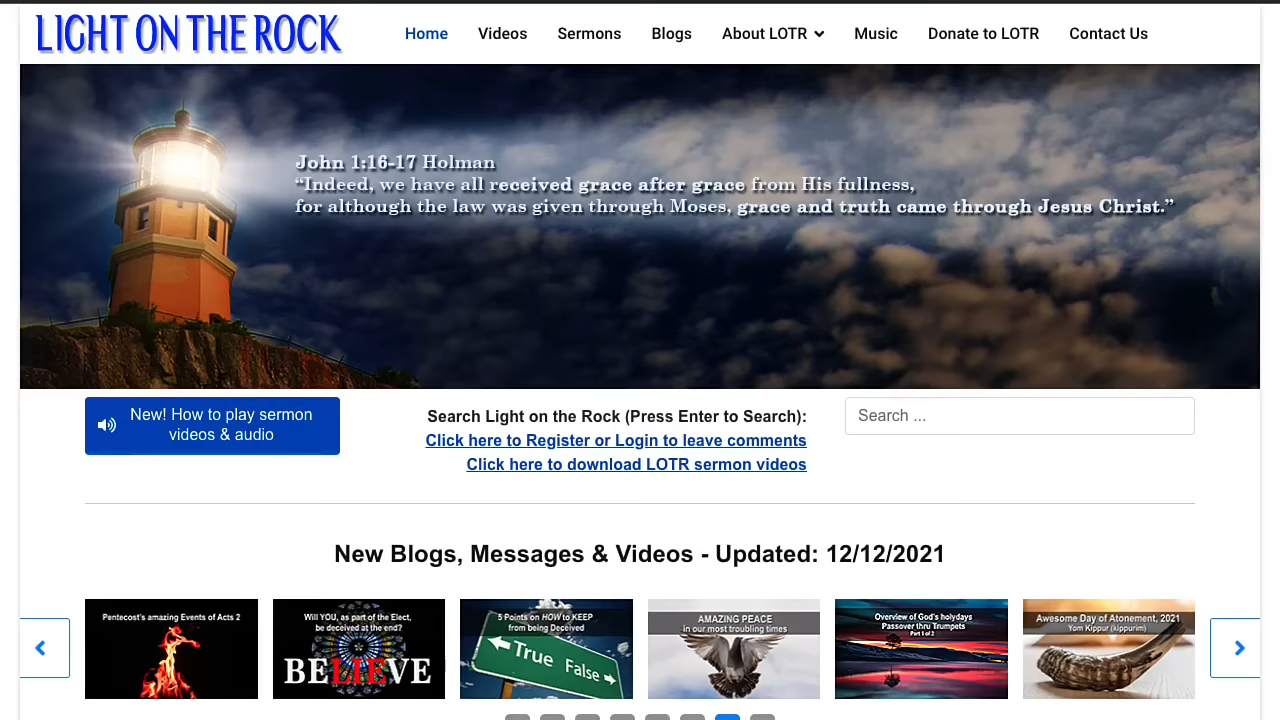 LIGHT ON THE ROCK
Home Videos Sermons Blogs About LOTR Music Donate to LOTR Contact Us
John 1:16-17 Holman
“Indeed, we have all received grace after grace from His fullness,
for although the law was given through Moses, grace and truth came through Jesus Christ.”
New! How to play sermon
videos & audio
Search Light on the Rock (Press Enter to Search):
Click here to Register or Login to leave comments
Click here to download LOTR sermon videos
Search ...
New Blogs, Messages & Videos - Updated: 12/12/2021
Pentecost's amazing Events of Acts 2
Will YOU, as part of the Elect,
be deceived at the end?
BELIEVE
5 Points on HOW to KEEP
from being Deceived
True False
AMAZING PEACE
in our most troubling times
Overview of God's holydays
Passover thru Trumpets
Part 1 of 2
Awesome Day of Atonement, 2021
Yom Kippur (kippurim)